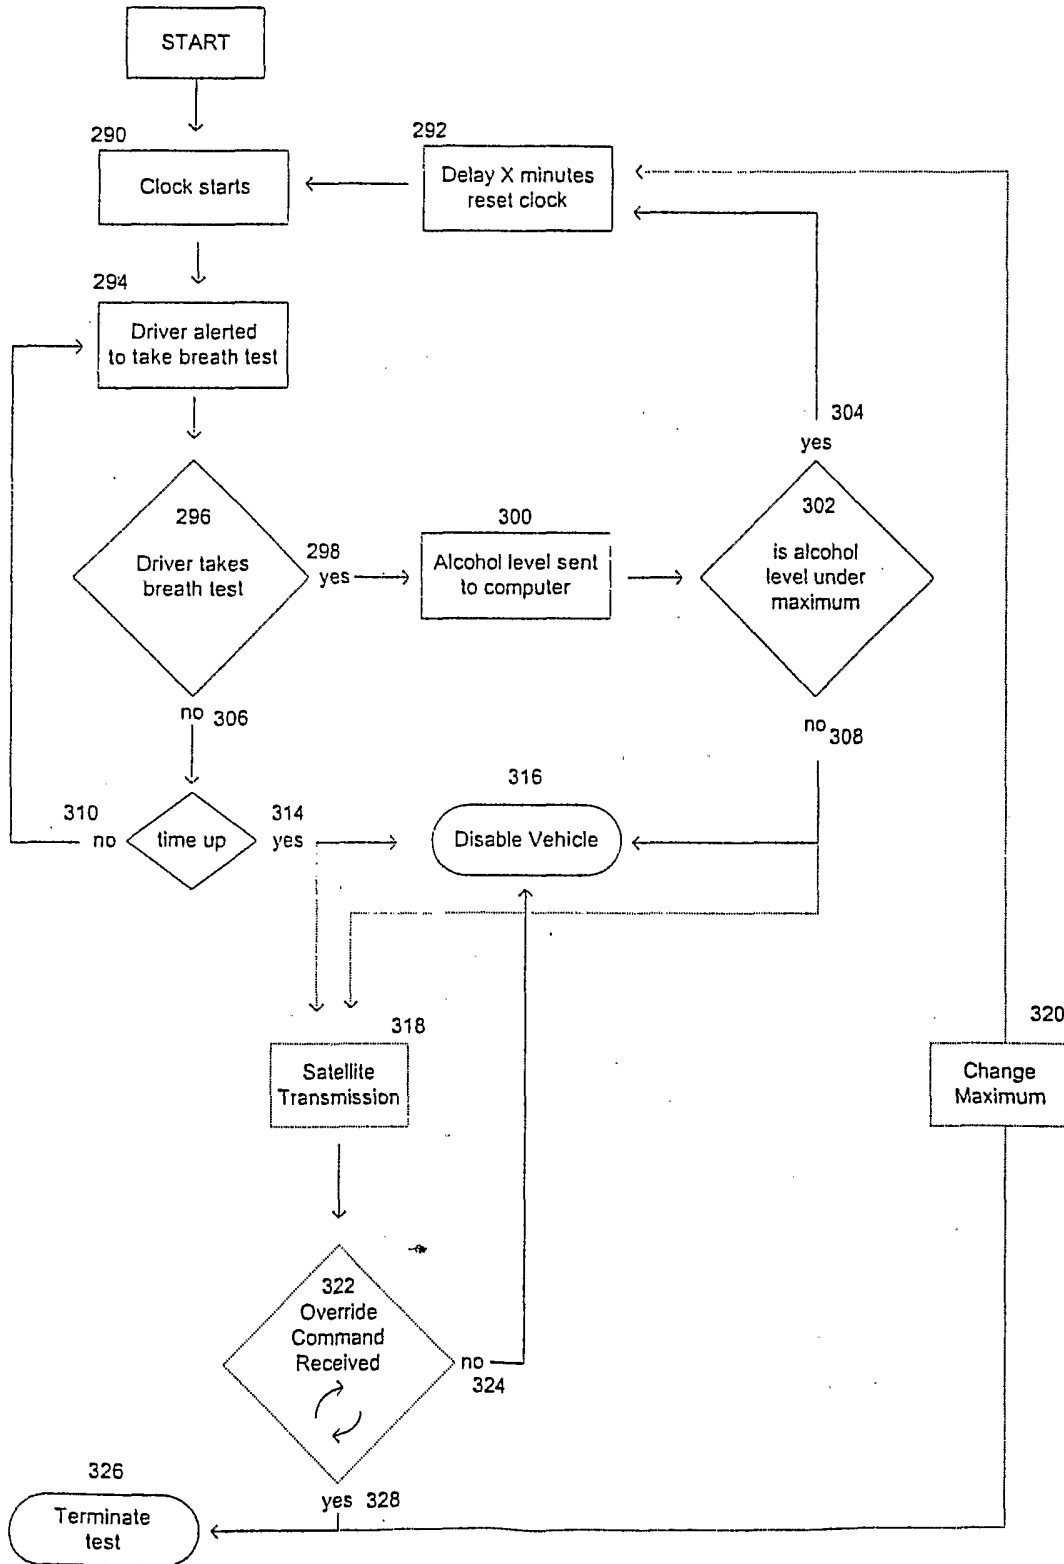 START
290
Clock starts
292
Delay X minutes
reset clock
294
Driver alerted
to take breath test
296
Driver takes
breath test
298
yes
300
Alcohol level sent
to computer
304
yes
302
is alcohol
level under
maximum
no 306
no 308
310
no
time up
314
yes
316
Disable Vehicle
318
Satellite
Transmission
320
Change
Maximum
322
Override
Command
Received
no
324
326
Terminate
test
yes 328